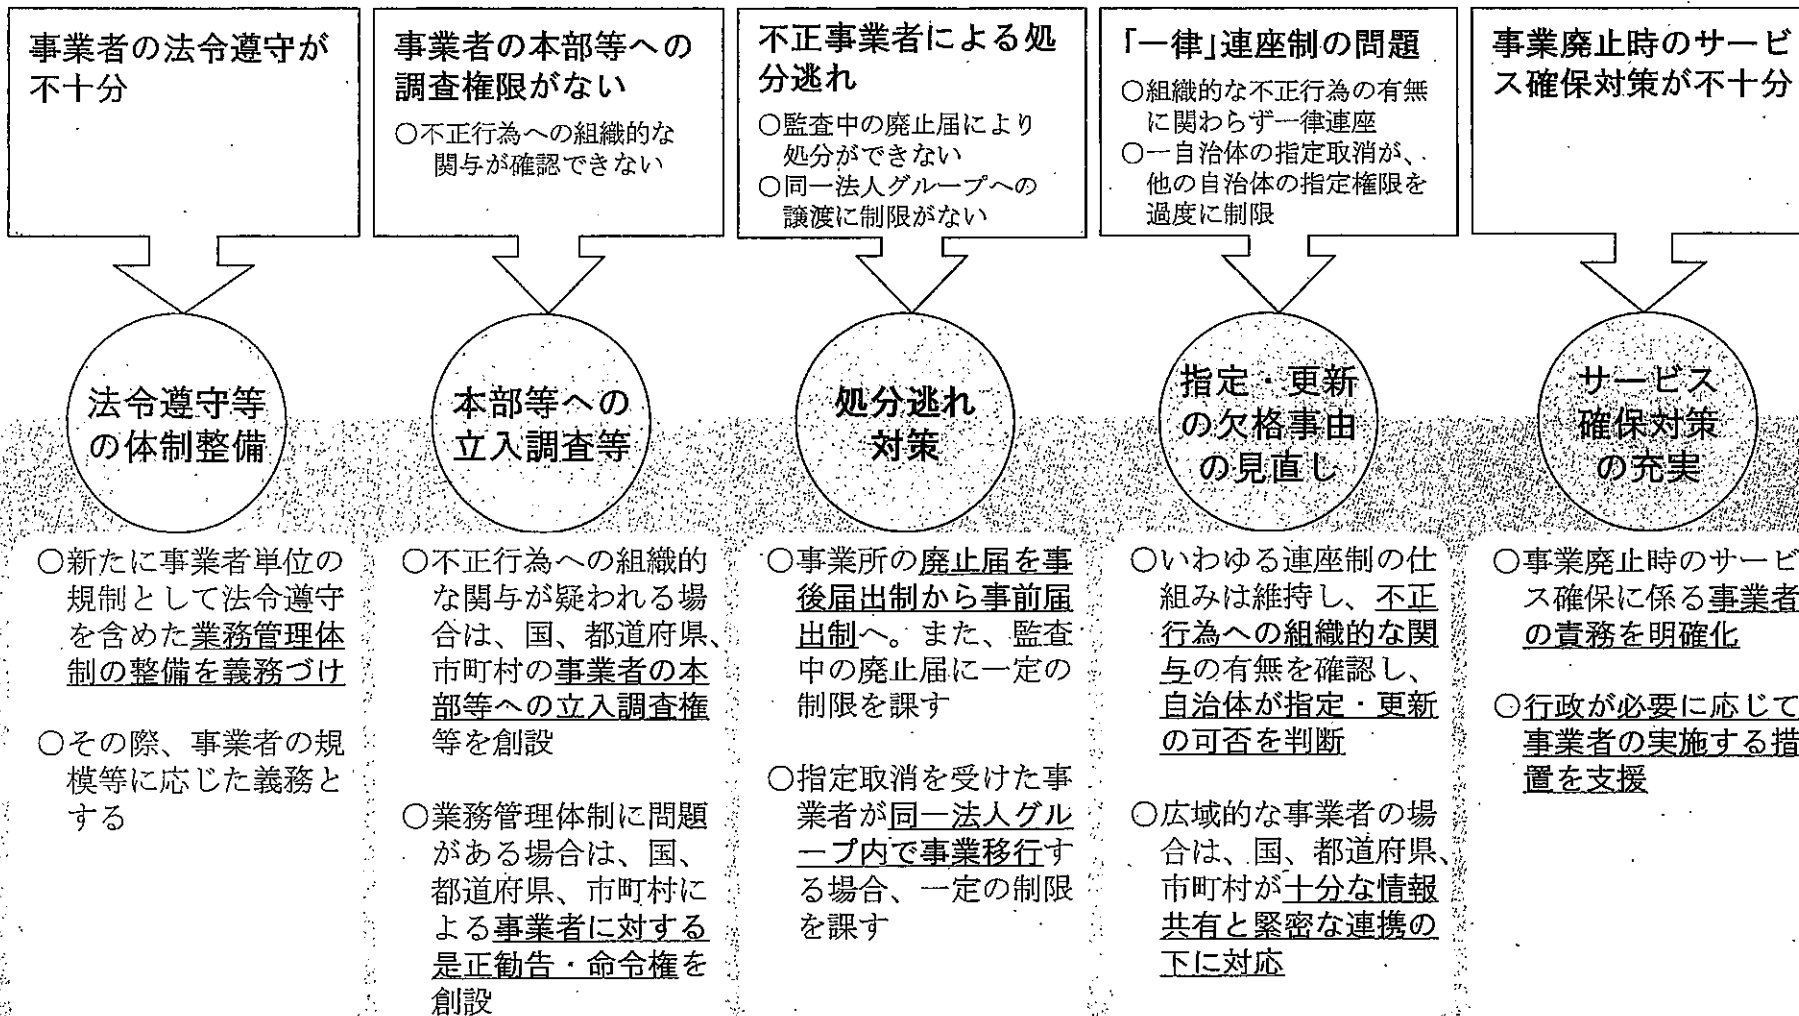 事業者の法令遵守が
不十分
事業者の本部等への
調査権限がない
○不正行為への組織的な
関与が確認できない
不正事業者による処
分逃れ
○監査中の廃止届により
処分ができない
○同一法人グループへの
譲渡に制限がない
「一律」連座制の問題
○組織的な不正行為の有無
に関わらず一律連座
○一自治体の指定取消が、
他の自治体の指定権限を
過度に制限
事業廃止時のサービ
ス確保対策が不十分
法令遵守等
の体制整備
本部等への
立入調査等
処分逃れ
対策
指定・更新
の欠格事由
の見直し
サービス
確保対策
の充実
○新たに事業者単位の
規制として法令遵守
を含めた業務管理体
制の整備を義務づけ
○その際、事業者の規
模等に応じた義務と
する
○不正行為への組織的
な関与が疑われる場
合は、国、都道府県、
市町村の事業者の本
部等への立入調査権
等を創設
○業務管理体制に問題
がある場合は、国、
都道府県、市町村に
よる事業者に対する
是正勧告・命令権を
創設
○事業所の廃止届を事
後届出制から事前届
出制へ。また、監査
中の廃止届に一定の
制限を課す
○指定取消を受けた事
業者が同一法人グル
ープ内で事業移行す
る場合、一定の制限
を課す
○いわゆる連座制の仕
組みは維持し、不正
行為への組織的な関
与の有無を確認し、
自治体が指定・更新
の可否を判断
○広域的な事業者の場
合は、国、都道府県、
市町村が十分な情報
共有と緊密な連携の
下に対応
○事業廃止時のサービ
ス確保に係る事業者
の責務を明確化
○行政が必要に応じて
事業者の実施する措
置を支援